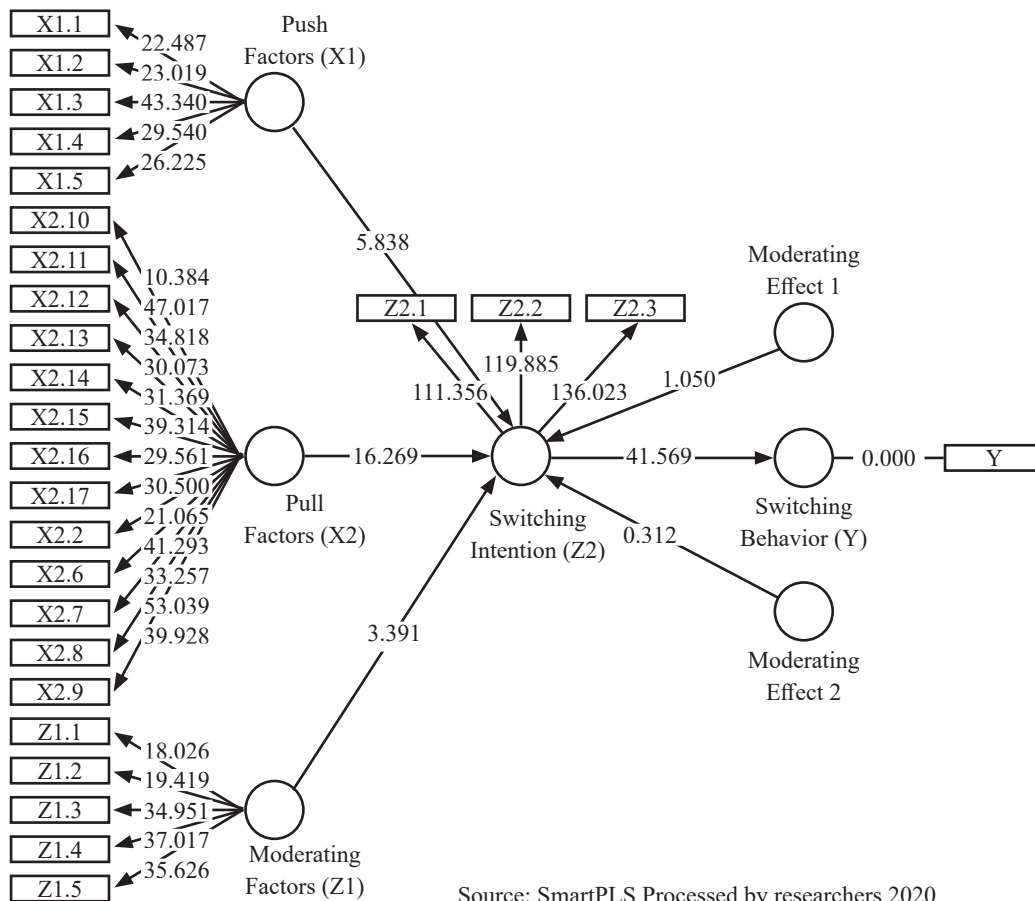 X1.1
X1.2
X1.3
X1.4
X1.5
22.487
23.019
43.340
29.540
26.225
Push
Factors (X1)
X2.10
X2.11
X2.12
X2.13
X2.14
X2.15
X2.16
X2.17
X2.2
X2.6
X2.7
X2.8
X2.9
10.384
47.017
34.818
30.073
31.369
39.314
29.561
30.500
21.065
41.293
33.257
53.039
39.928
Pull
Factors (X2)
Z1.1
Z1.2
Z1.3
Z1.4
Z1.5
18.026
19.419
34.951
37.017
35.626
Moderating
Factors (Z1)
5.838
16.269
3.391
Z2.1
Z2.2
Z2.3
111.356
119.885
136.023
Switching
Intention (Z2)
Moderating
Effect 1
1.050
41.569
0.312
Switching
Behavior (Y)
0.000
Y
Moderating
Effect 2
Source: SmartPLS Processed by researchers 2020